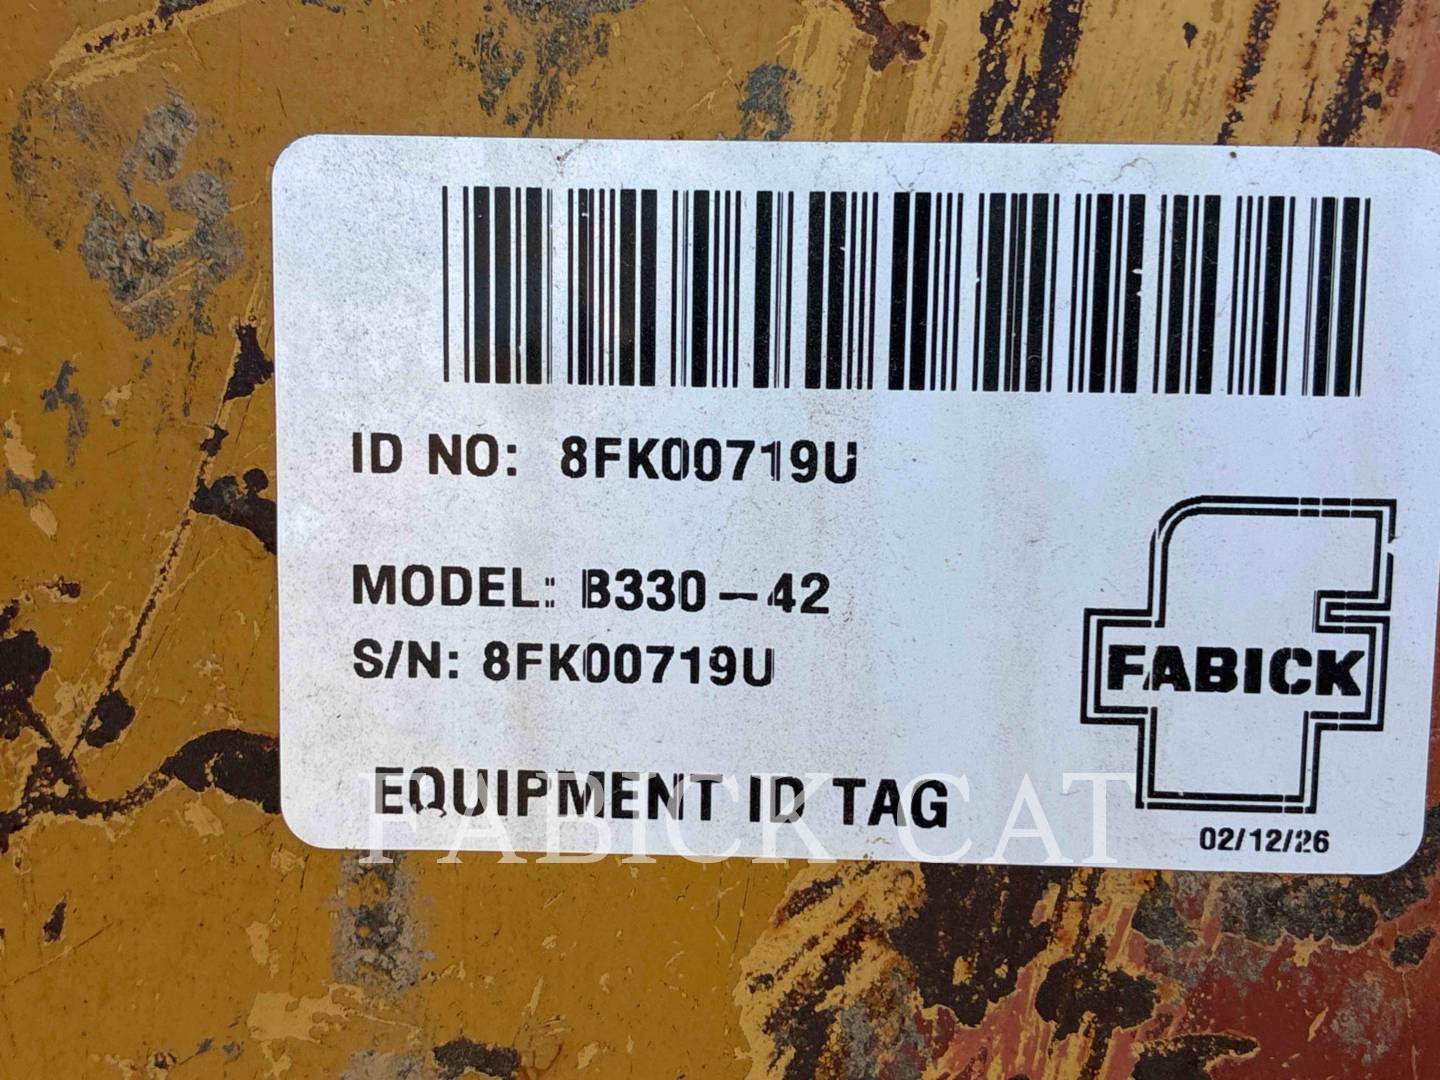 ID NO: 8FK00719U
MODEL: B330-42
S/N: 8FK00719U
FABICK
EQUIPMENT ID TAG
FABICK CAT
02/12/26